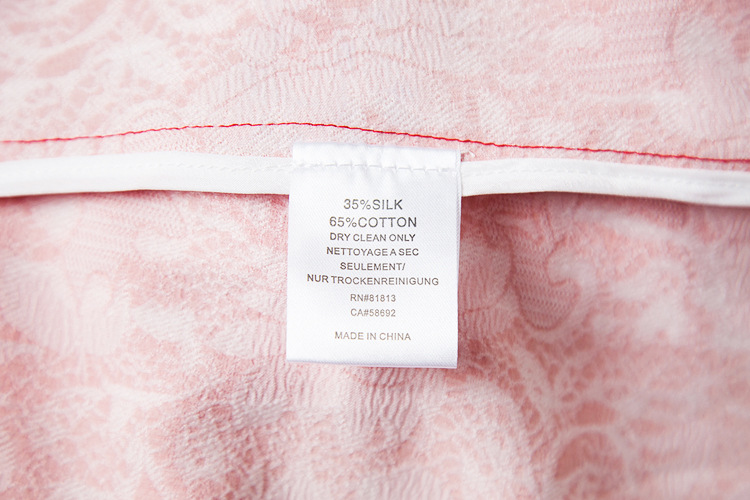 35%SILK
65%COTTON
DRY CLEAN ONLY
NETTOYAGE A SEC
SEULEMENT/
NUR TROCKENREINIGUNG
RN#81813
CA#58692
MADE IN CHINA